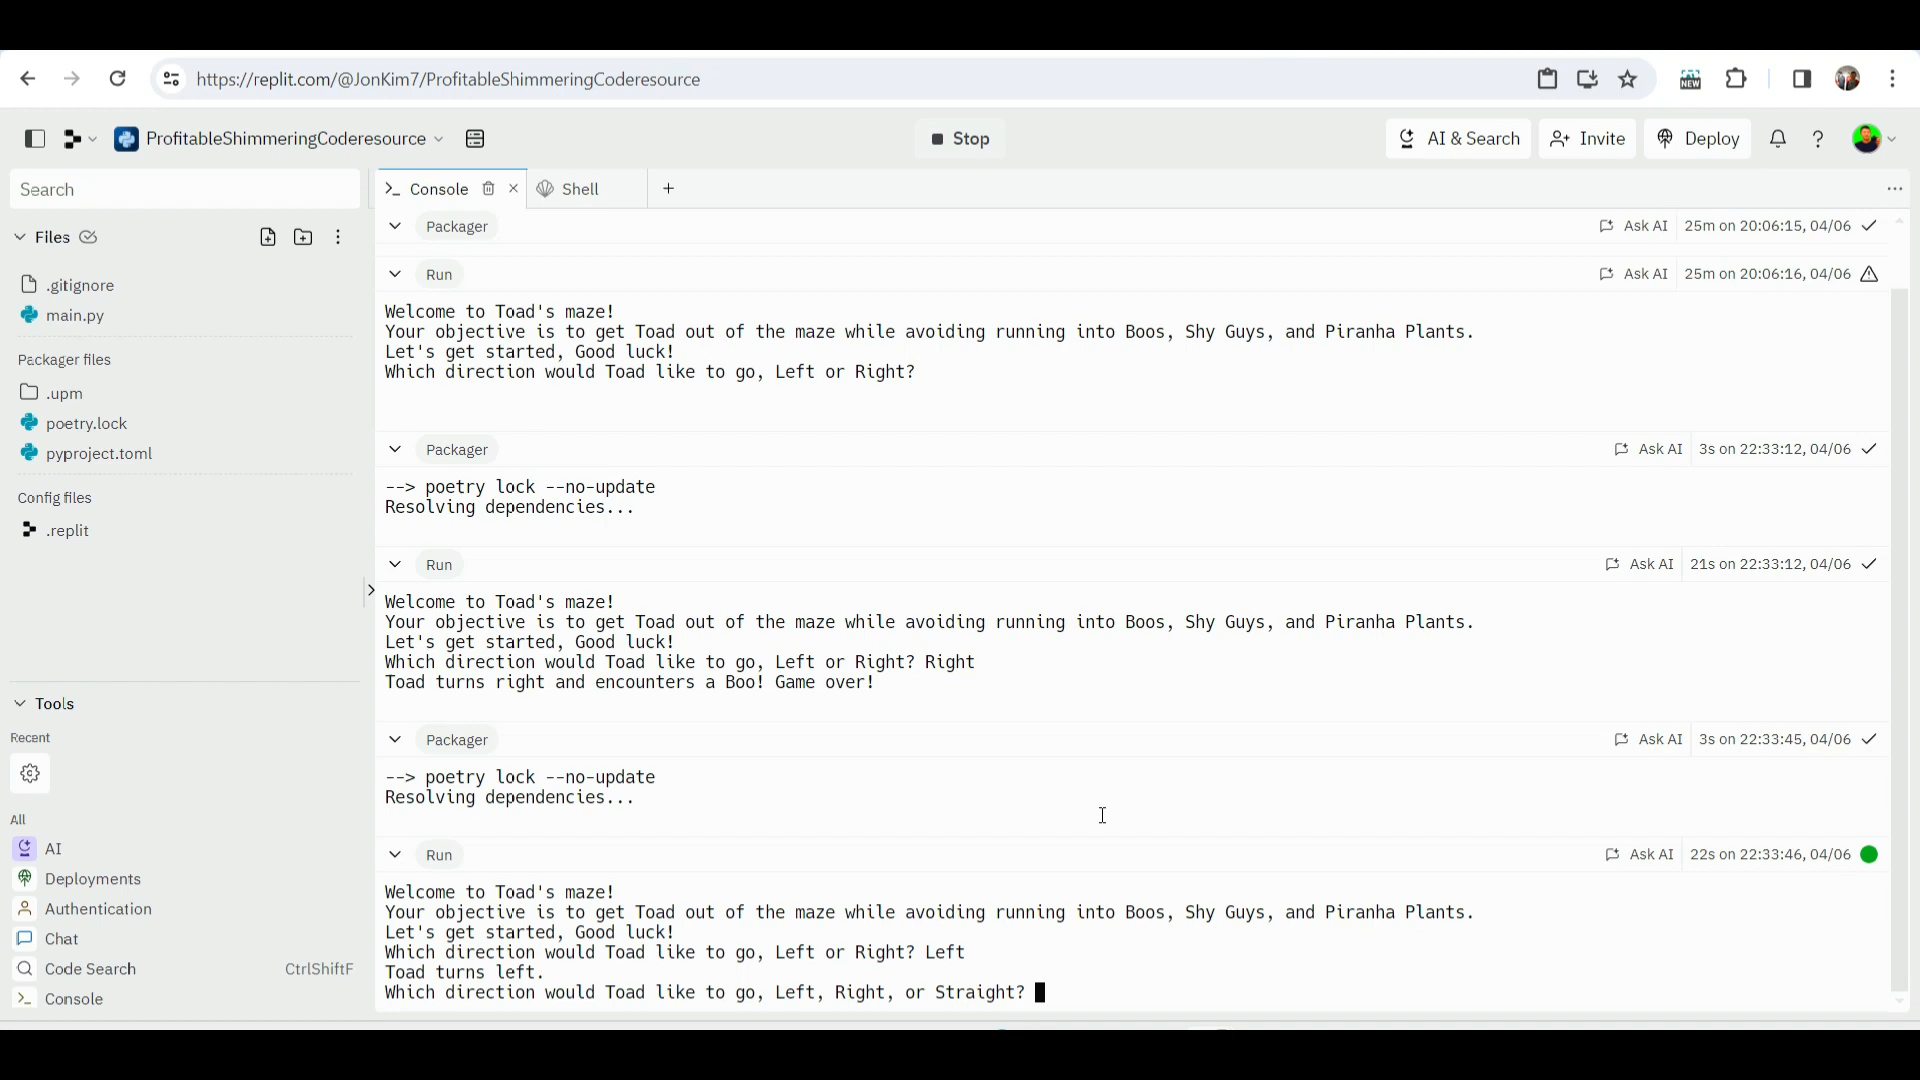 https://replit.com/@JonKim7/ProfitableShimmeringCoderesource
NEW
ProfitableShimmeringCoderesource
Stop
AI & Search
Invite
Deploy
Search
Console
Shell
Files
.gitignore
main.py
Packager files
.upm
poetry.lock
pyproject.toml
Config files
.replit
Tools
Recent
All
AI
Deployments
Authentication
Chat
Code Search CtrlShiftF
Console
Packager Ask AI 25m on 20:06:15, 04/06
Run Ask AI 25m on 20:06:16, 04/06
Welcome to Toad's maze!
Your objective is to get Toad out of the maze while avoiding running into Boos, Shy Guys, and Piranha Plants.
Let's get started, Good luck!
Which direction would Toad like to go, Left or Right?
Packager Ask AI 3s on 22:33:12, 04/06
--> poetry lock --no-update
Resolving dependencies...
Run Ask AI 21s on 22:33:12, 04/06
Welcome to Toad's maze!
Your objective is to get Toad out of the maze while avoiding running into Boos, Shy Guys, and Piranha Plants.
Let's get started, Good luck!
Which direction would Toad like to go, Left or Right? Right
Toad turns right and encounters a Boo! Game over!
Packager Ask AI 3s on 22:33:45, 04/06
--> poetry lock --no-update
Resolving dependencies...
Run Ask AI 22s on 22:33:46, 04/06
Welcome to Toad's maze!
Your objective is to get Toad out of the maze while avoiding running into Boos, Shy Guys, and Piranha Plants.
Let's get started, Good luck!
Which direction would Toad like to go, Left or Right? Left
Toad turns left.
Which direction would Toad like to go, Left, Right, or Straight?